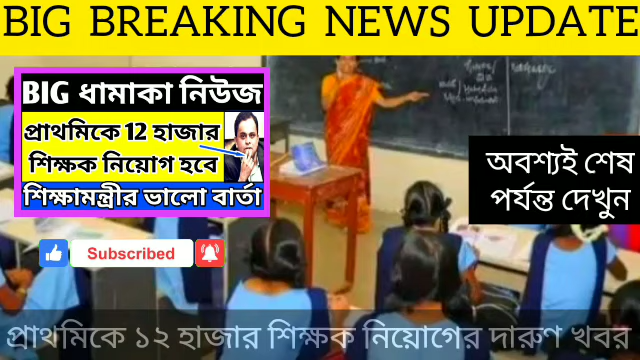 BIG BREAKING NEWS UPDATE
BIG ধামাকা নিউজ
প্রাথমিকে 12 হাজার
শিক্ষক নিয়োগ হবে
শিক্ষামন্ত্রীর ভালো বার্তা
অবশ্যই শেষ
পর্যন্ত দেখুন
Subscribed
প্রাথমিকে ১২ হাজার শিক্ষক নিয়োগের দারুণ খবর